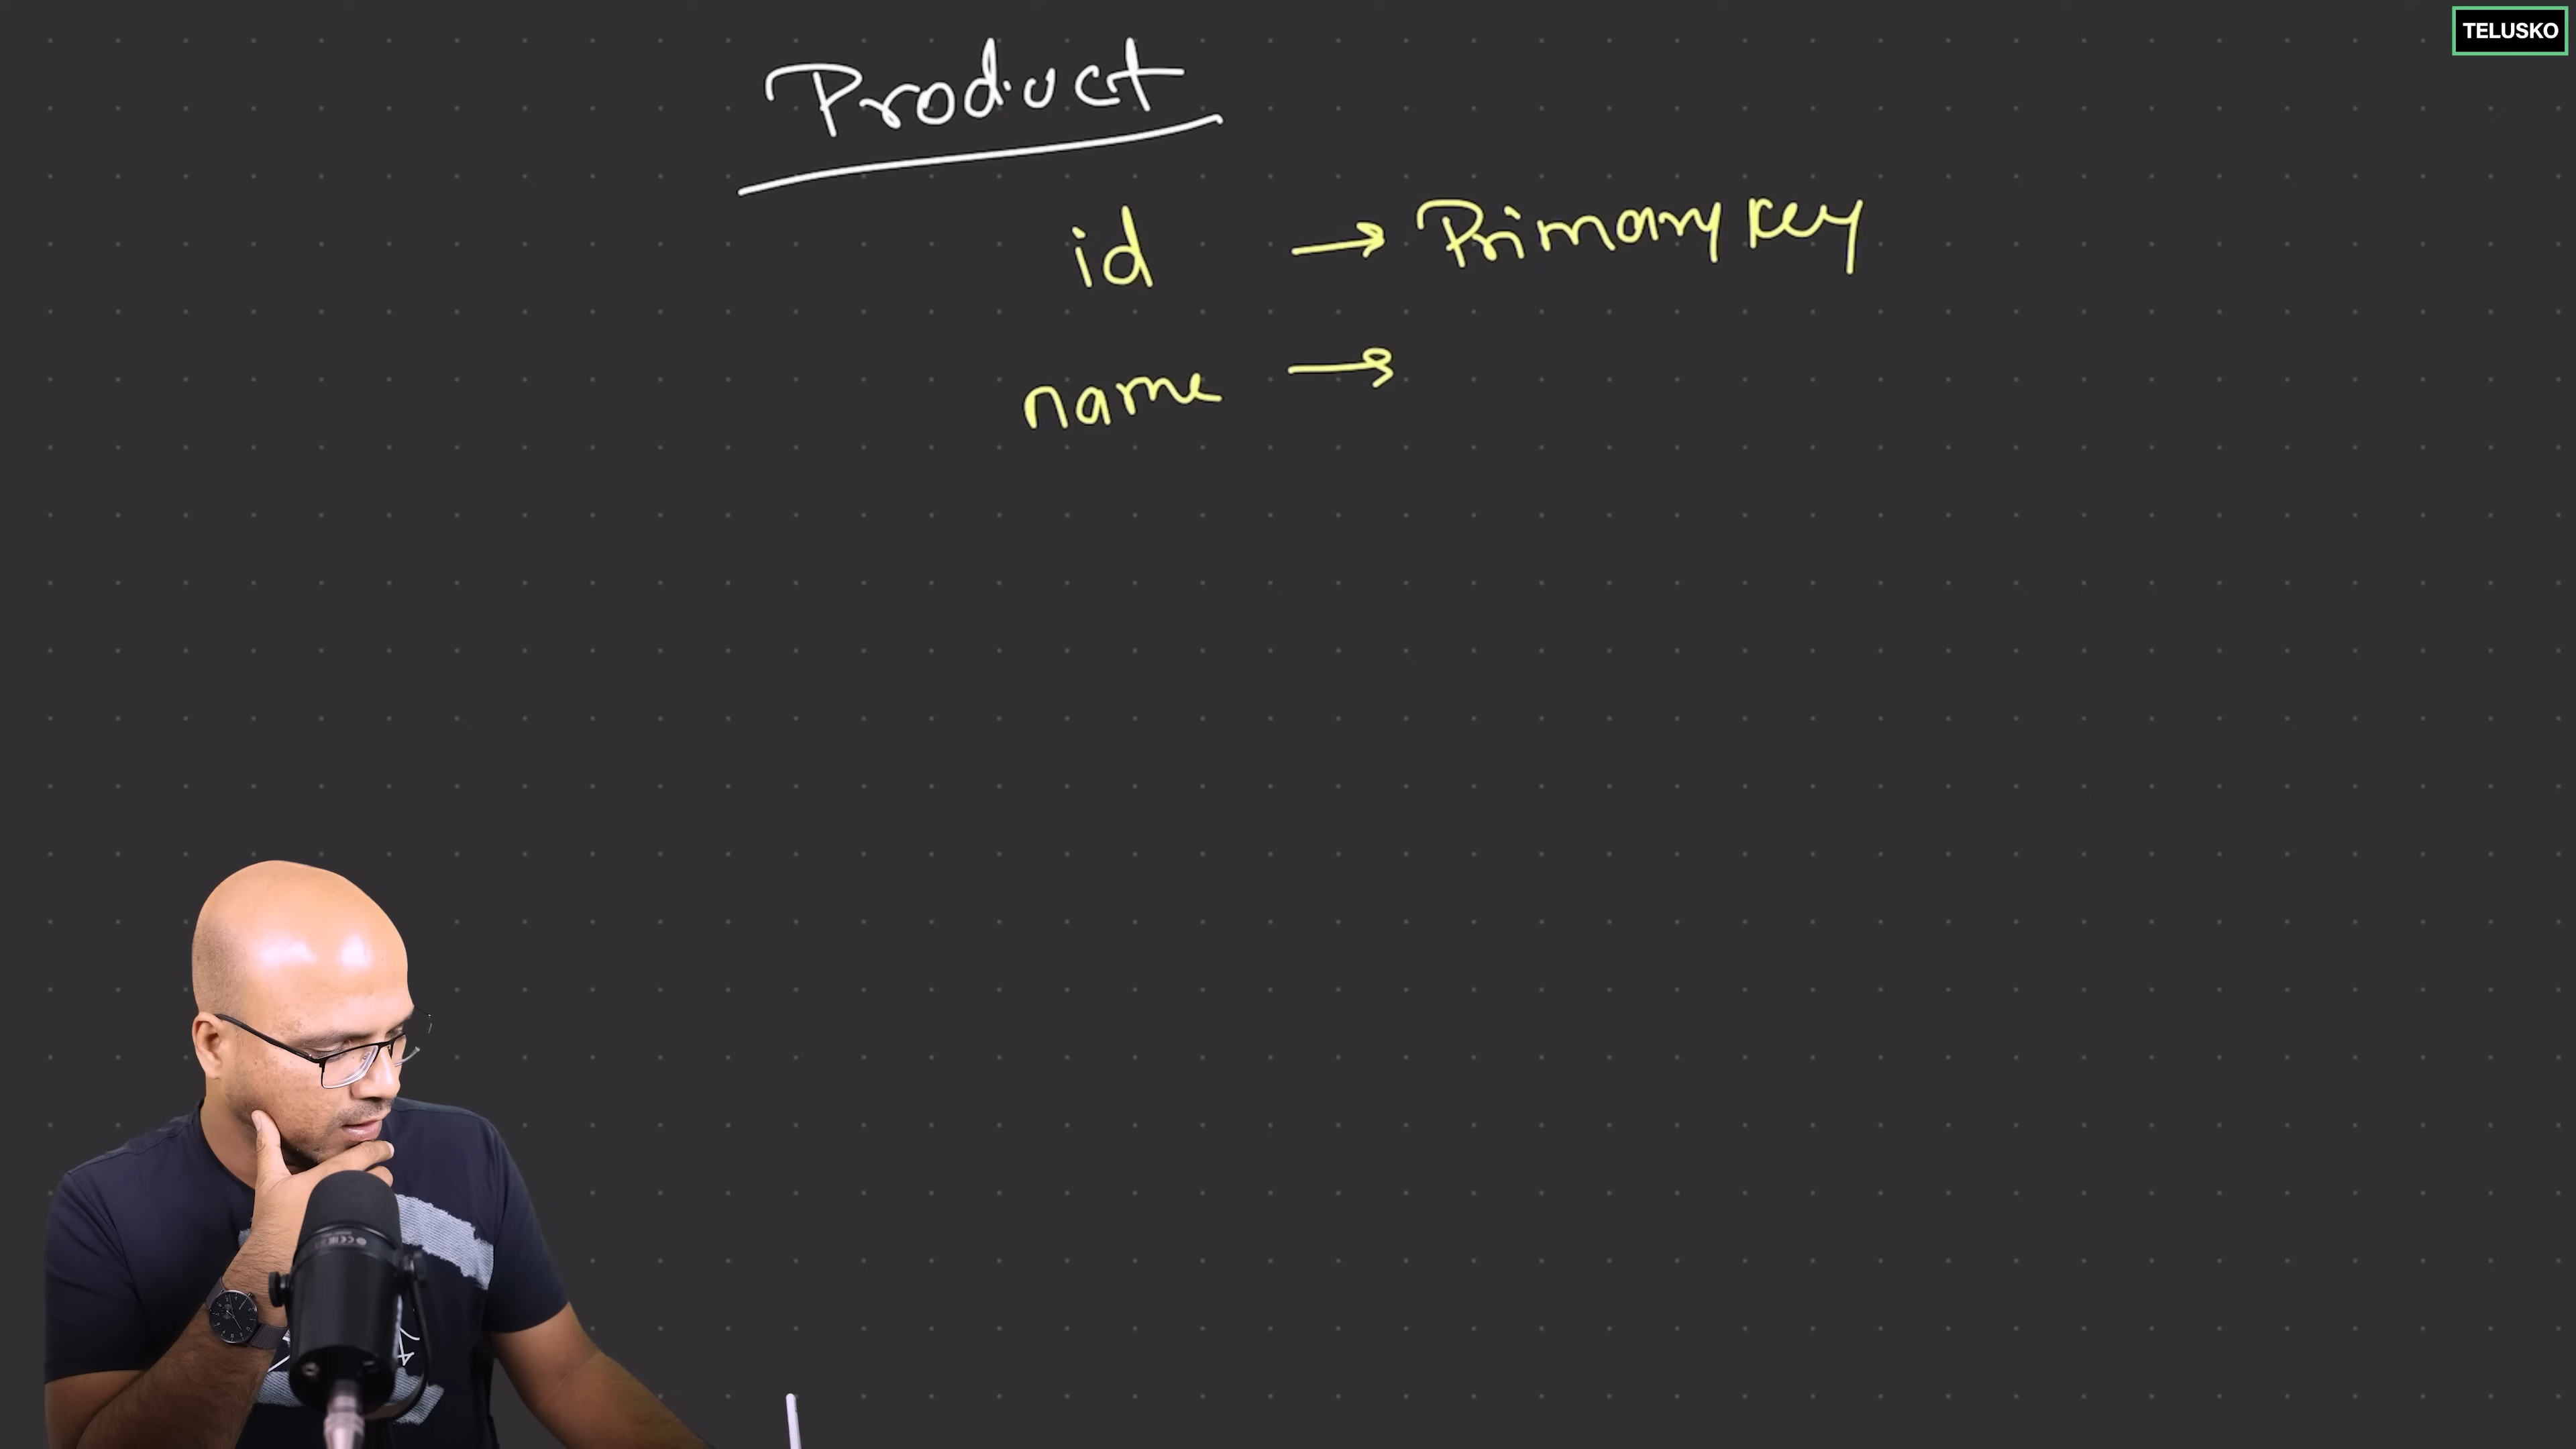 TELUSKO
Product
id → Primary key
name →